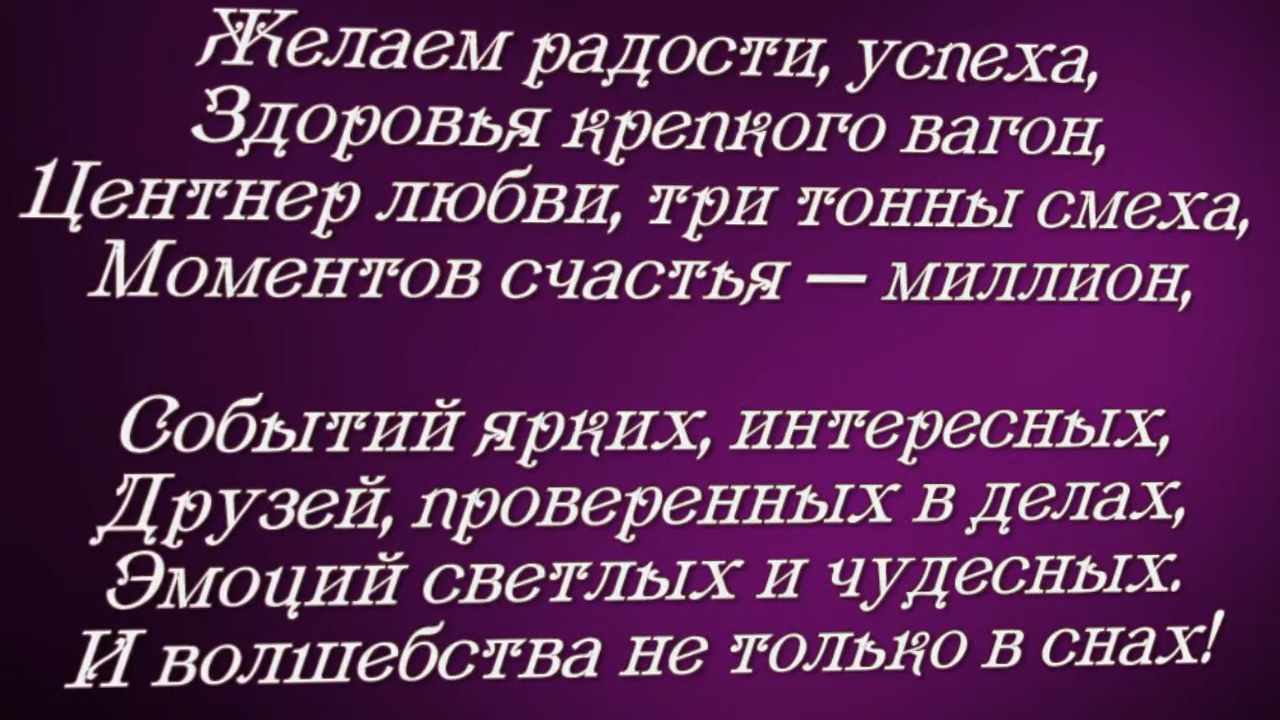 Желаем радости, успеха,
Здоровья крепкого вагон,
Центнер любви, три тонны смеха,
Моментов счастья — миллион,
Событий ярких, интересных,
Друзей, проверенных в делах,
Эмоций светлых и чудесных.
И волшебства не только в снах!